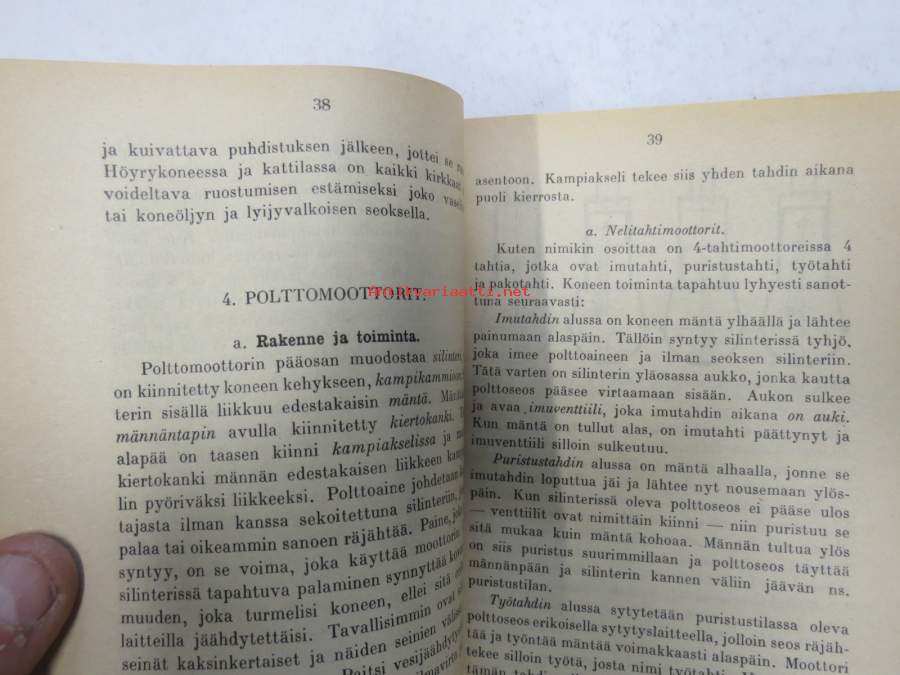 38
ja kuivattava puhdistuksen jälkeen, jottei se
Höyrykoneessa ja kattilassa on kaikki
voideltava ruostumisen estämiseksi joko
tai koneöljyn ja lyijyvalkoisen seoksella.
4. POLTTOMOOTTORIT.
a. Rakenne ja toiminta.
Polttomoottorin pääosan muodostaa
on kiinnitetty koneen kehykseen,
terin sisällä liikkuu edestakaisin mäntä.
männäntapin avulla kiinnitetty kiertokanki.
alapää on taasen kiinni kampiakselissa ja
kiertokanki männän edestakaisen liikkeen
lin pyöriväksi liikkeeksi. Polttoaine johdetaan
tajasta ilman kanssa sekoitettuna silinteriin,
palaa tai oikeammin sanoen räjähtää. Paine,
syntyy, on se voima, joka käyttää
silinterissä tapahtuva palaminen synnyttää
muuden, joka turmelisi koneen, ellei sitä
laitteilla jäähdytettäisi. Tavallisimmin ovat
seinät kaksinkertaiset ja näiden seinien
39
asentoon. Kampiakseli tekee siis yhden tahdin aikana
puoli kierrosta.
a. Nelitahtimoottorit.
Kuten nimikin osoittaa on 4-tahtimoottoreissa 4
tahtia, jotka ovat imutahti, puristustahti, työtahti
ja pakotahti. Koneen toiminta tapahtuu lyhyesti sanot-
tuna seuraavasti:
Imutahdin alussa on koneen mäntä ylhäällä ja lähtee
painumaan alaspäin. Tällöin syntyy silinterissä tyhjö,
joka imee polttoaineen ja ilman seoksen silinteriin.
Tätä varten on silinterin yläosassa aukko, jonka kautta
polttoseos pääsee virtaamaan sisään. Aukon sulkee
ja avaa imuventtiili, joka imutahdin aikana on auki.
Kun mäntä on tullut alas, on imutahti päättynyt ja
imuventtiili silloin sulkeutuu.
Puristustahdin alussa on mäntä alhaalla, jonne se
imutahdin loputtua jäi ja lähtee nyt nousemaan ylös-
päin. Kun silinterissä oleva polttoseos ei pääse ulos
— venttiilit ovat nimittäin kiinni — niin puristuu se
sitä mukaa kuin mäntä kohoaa. Männän tultua ylös
on siis puristus suurimmillaan ja polttoseos täyttää
männänpään ja silinterin kannen väliin jäävän ns.
puristustilan.
Työtahdin alussa sytytetään puristustilassa oleva
polttoseos erikoisella sytytyslaitteella, jolloin seos räjäh-
tää ja työntää mäntää voimakkaasti alaspäin. Moottori
tekee silloin työtä, josta nimi työtahti.
antikvariaatti.net